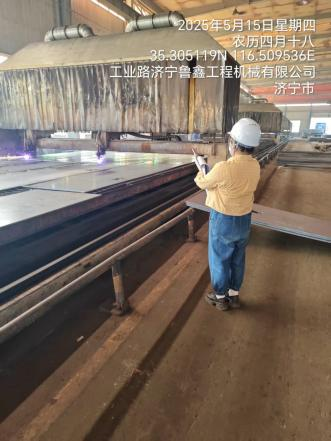 2025年5月15日星期四
农历四月十八
35.305119N 116.509536E
工业路济宁鲁鑫工程机械有限公司
济宁市